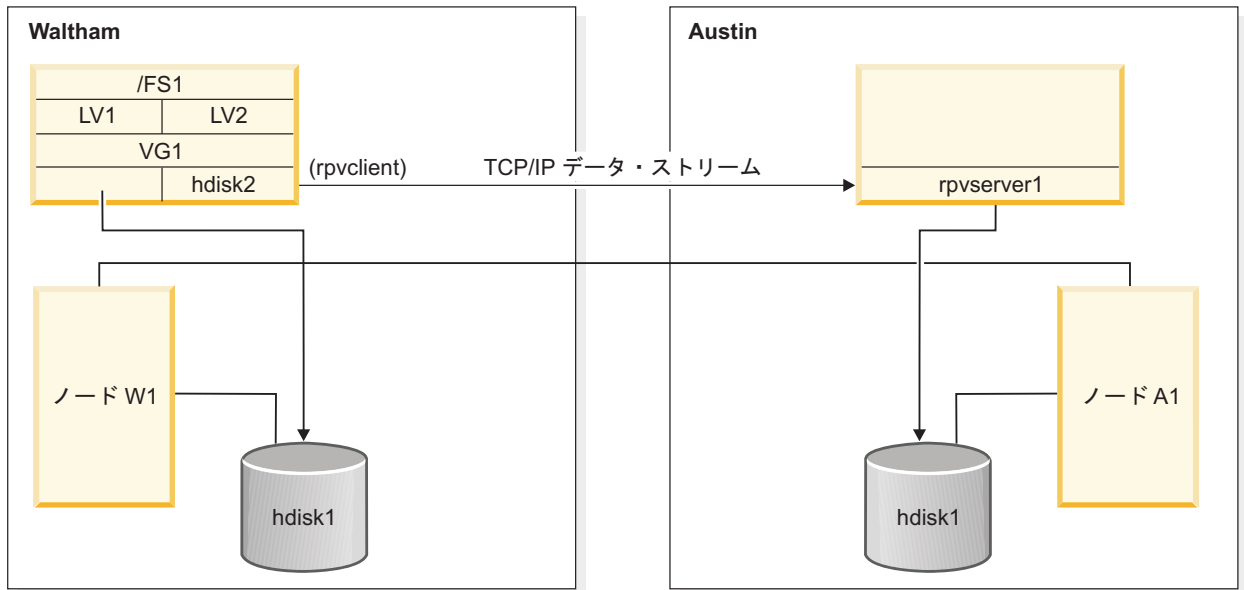 Waltham
/FS1
LV1 LV2
VG1
hdisk2
(rpvclient)
TCP/IP データ・ストリーム
ノード W1
hdisk1
Austin
rpvserver1
ノード A1
hdisk1